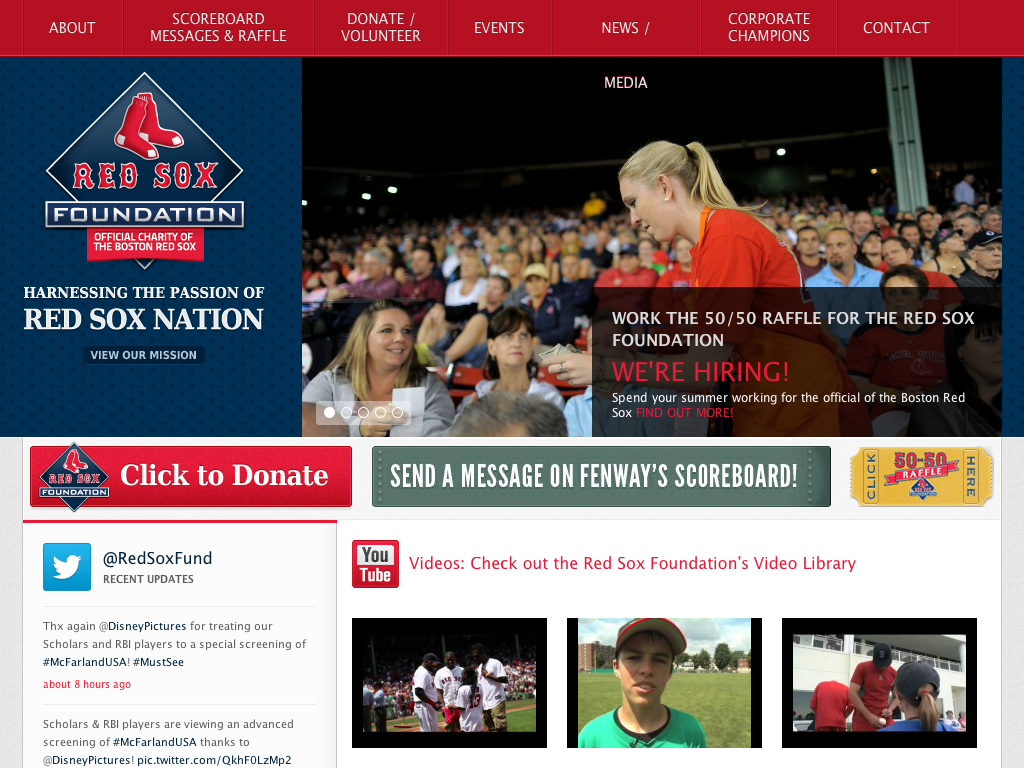 ABOUT
SCOREBOARD
MESSAGES & RAFFLE
DONATE /
VOLUNTEER
EVENTS
NEWS /
MEDIA
CORPORATE
CHAMPIONS
CONTACT
RED SOX
FOUNDATION
OFFICIAL CHARITY OF
THE BOSTON RED SOX
HARNESSING THE PASSION OF
RED SOX NATION
VIEW OUR MISSION
WORK THE 50/50 RAFFLE FOR THE RED SOX
FOUNDATION
WE'RE HIRING!
Spend your summer working for the official of the Boston Red
Sox FIND OUT MORE!
RED SOX
FOUNDATION
Click to Donate
SEND A MESSAGE ON FENWAY'S SCOREBOARD!
CLICK
50-50
RAFFLE
HERE
@RedSoxFund
RECENT UPDATES
Thx again @DisneyPictures for treating our
Scholars and RBI players to a special screening of
#McFarlandUSA! #MustSee
about 8 hours ago
Scholars & RBI players are viewing an advanced
screening of #McFarlandUSA thanks to
@DisneyPictures! pic.twitter.com/QkhF0LzMp2
You
Tube
Videos: Check out the Red Sox Foundation's Video Library